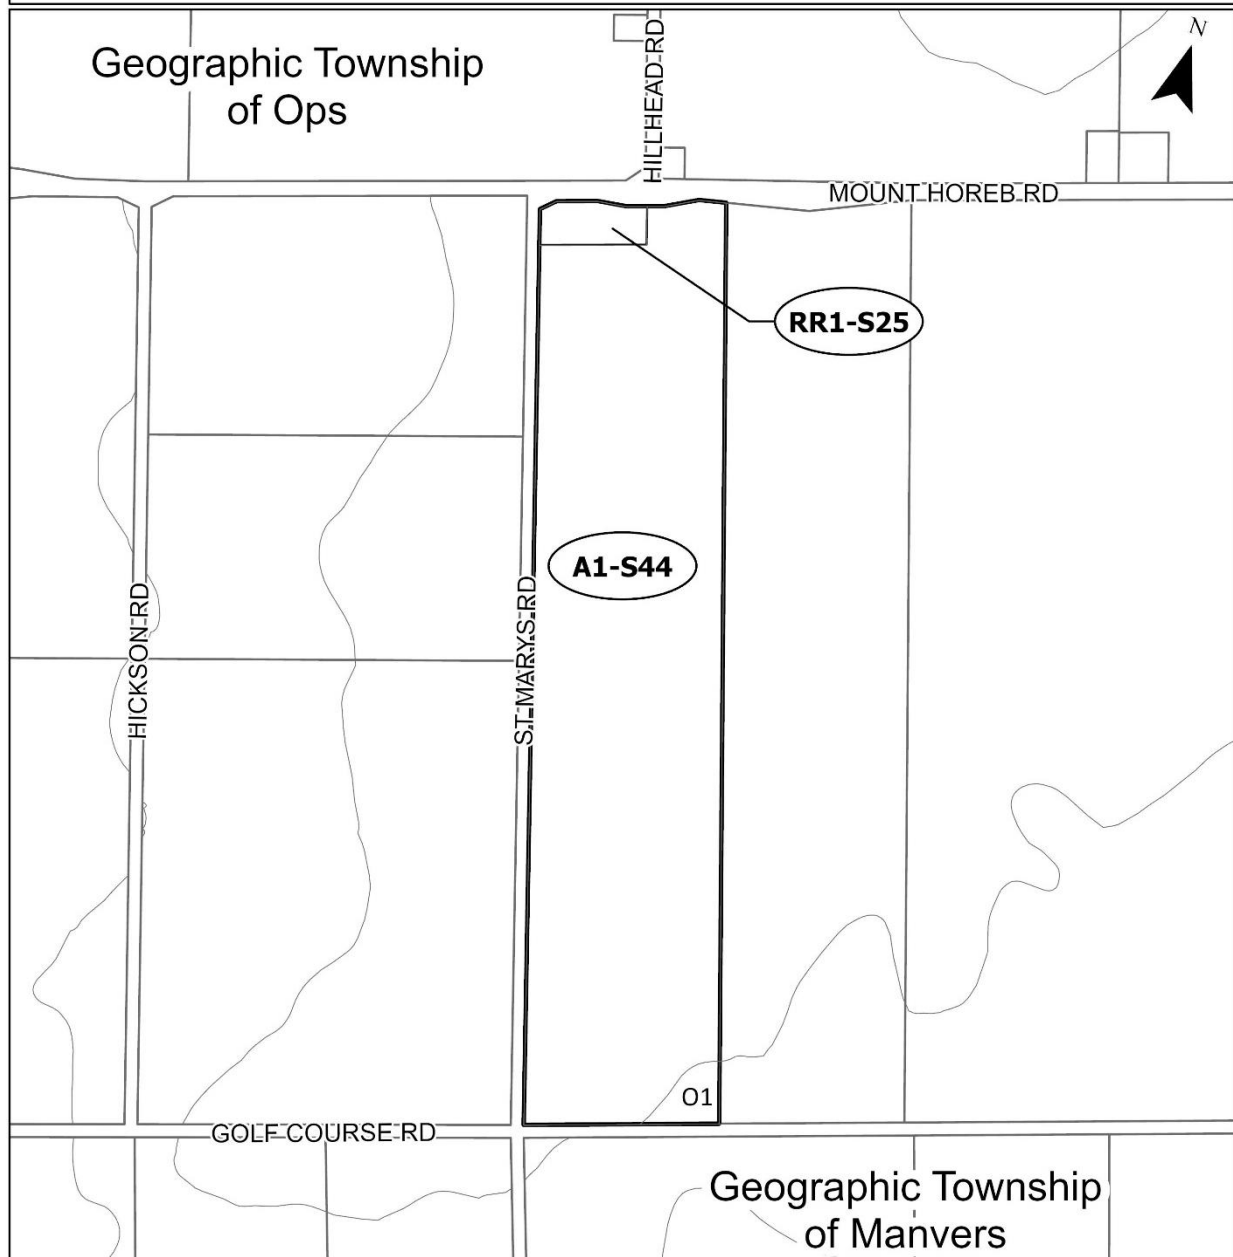 Geographic Township
of Ops
HILLHEAD RD
N
MOUNT HOREB RD
RR1-S25
A1-S44
HICKSON RD
ST.MARYS RD
O1
GOLF COURSE RD
Geographic Township
of Manvers